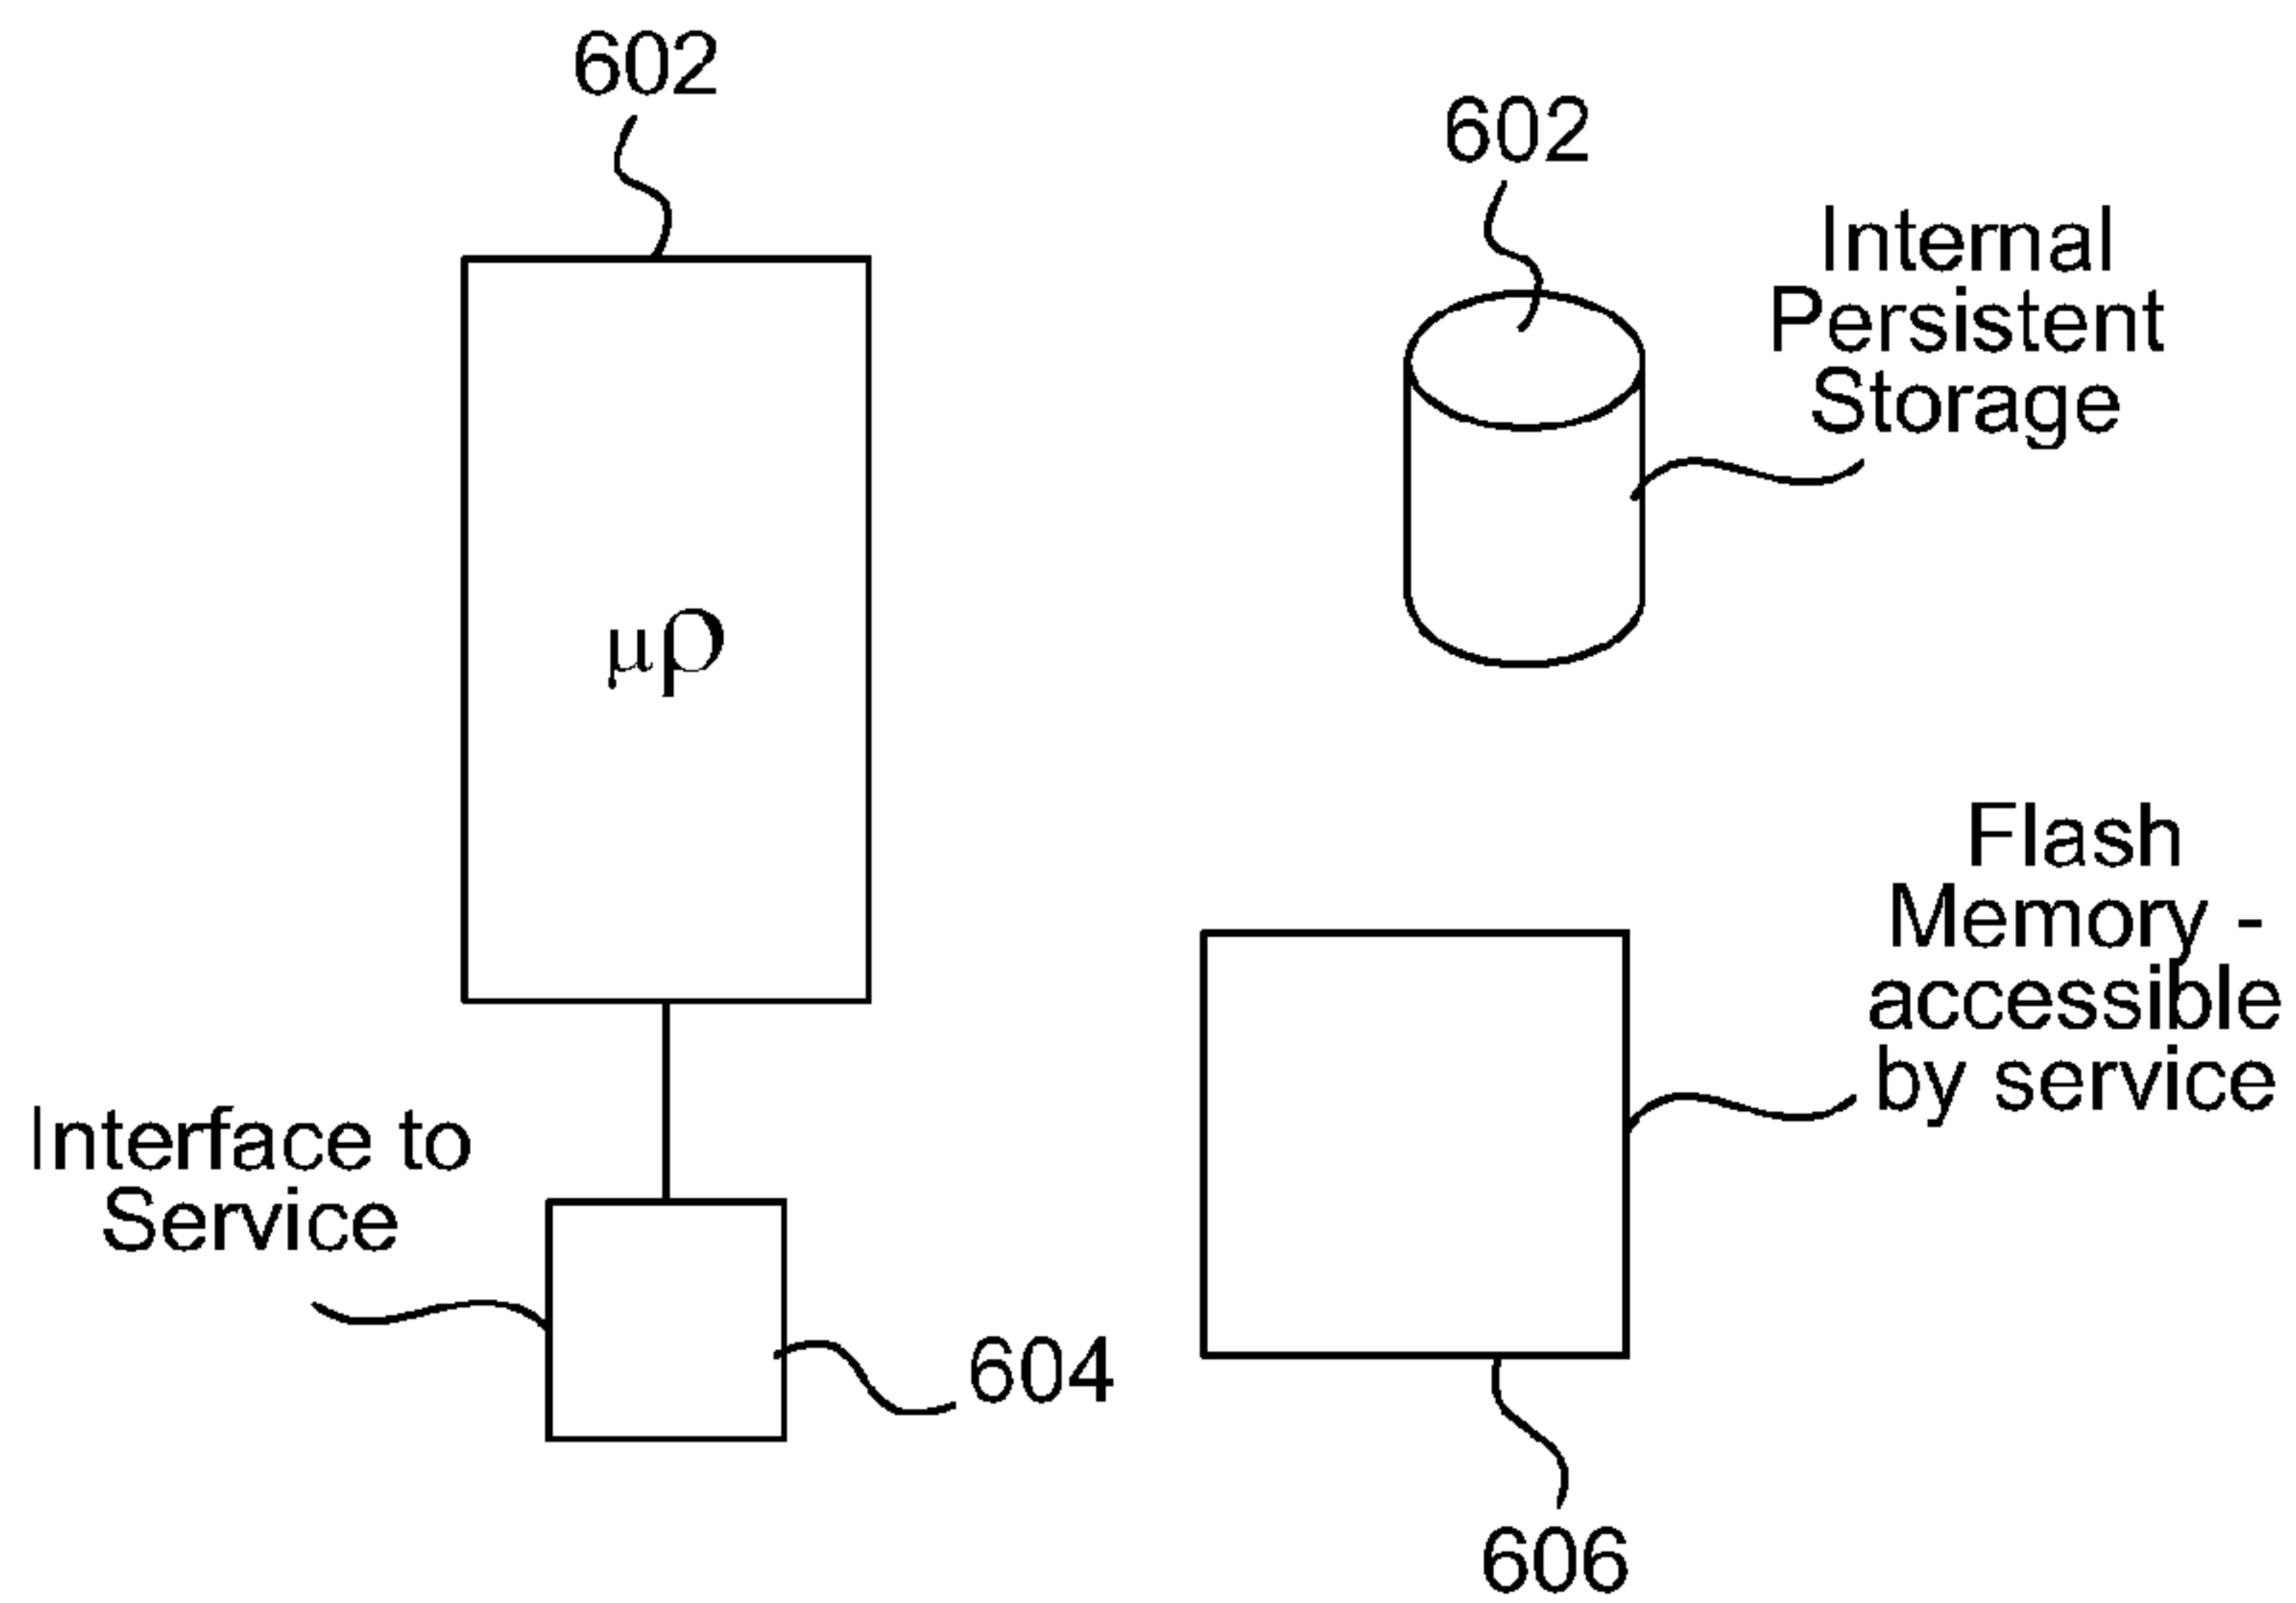 602
602
Internal
Persistent
Storage
μρ
Flash
Memory -
accessible
by service
Interface to
Service
604
606